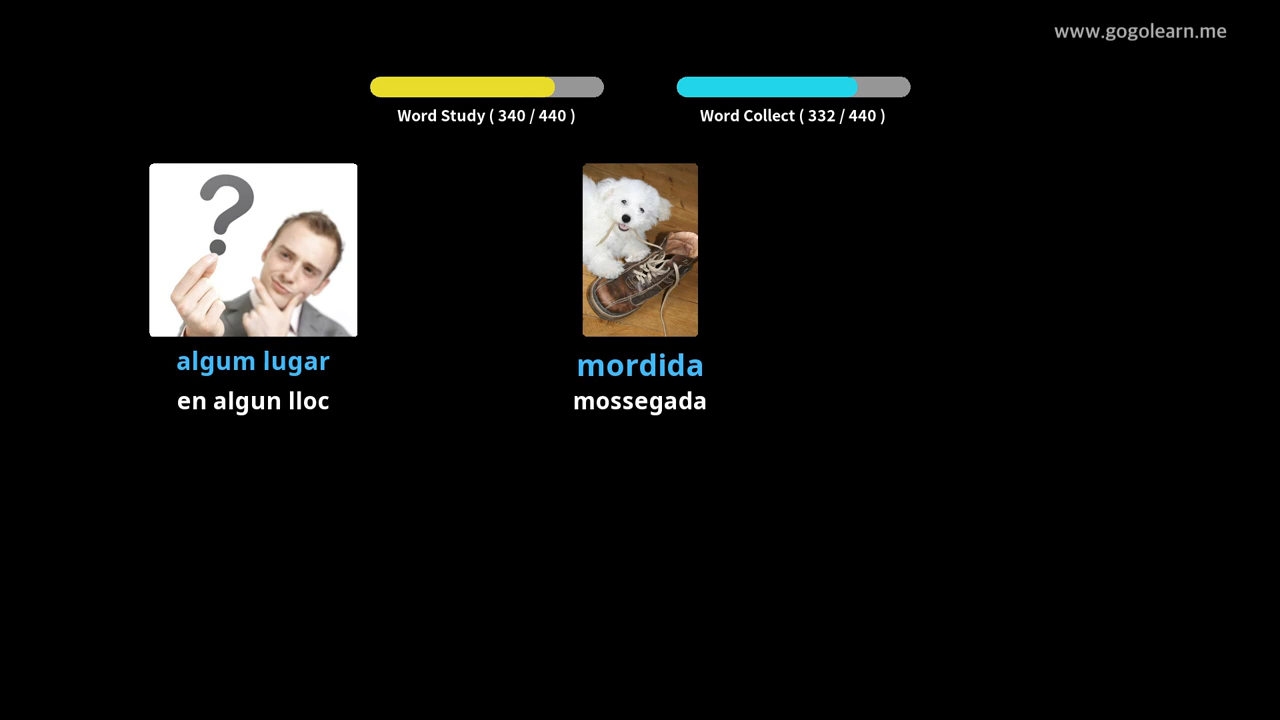 www.gogolearn.me
Word Study ( 340 / 440 )
Word Collect ( 332 / 440 )
algum lugar
en algun lloc
mordida
mossegada